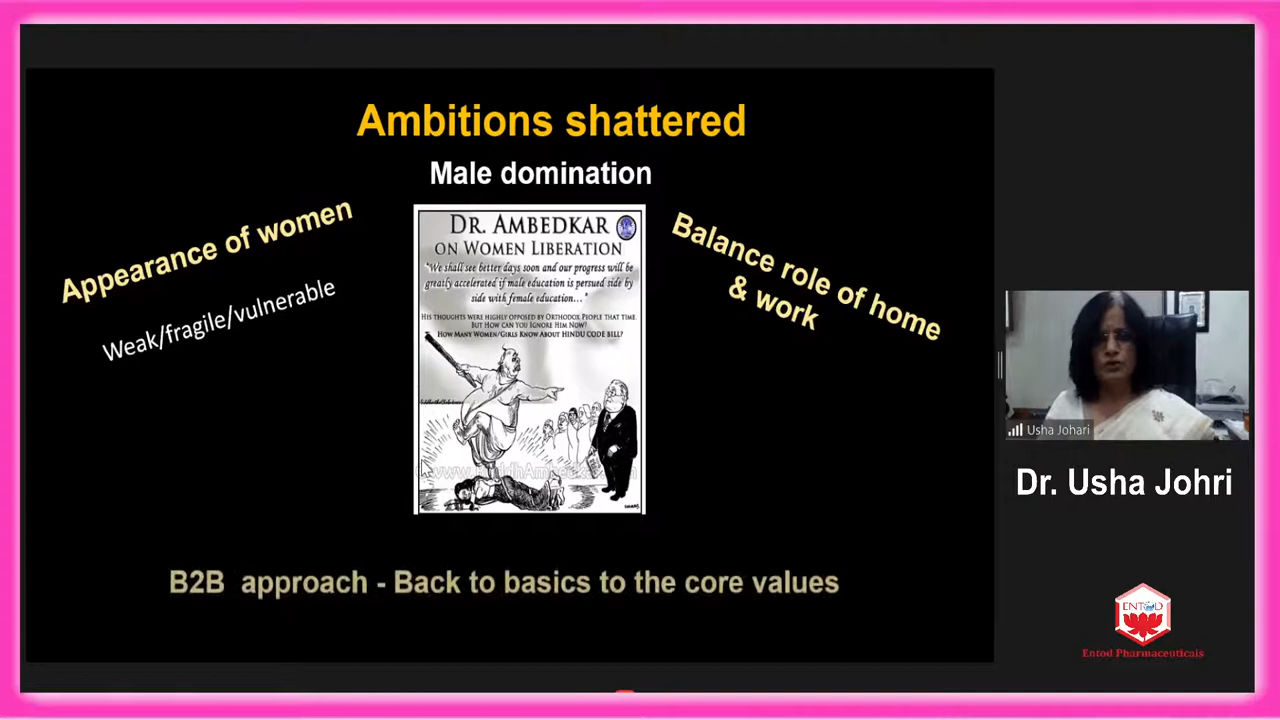 Ambitions shattered
Male domination
Appearance of women
Weak/fragile/vulnerable
DR. AMBEDKAR
ON WOMEN LIBERATION
"We shall see better days soon and our progress will be
greatly accelerated if male education is persued side by
side with female education..."
HIS THOUGHTS WERE HIGHLY OPPOSED BY ORTHODOX PEOPLE THAT TIME.
BUT HOW CAN YOU IGNORE HIM NOW?
HOW MANY WOMEN/GIRLS KNOW ABOUT HINDU CODE BILL?
Balance role of home
& work
B2B approach - Back to basics to the core values
Usha Johari
Dr. Usha Johri
ENTOD
Entod Pharmaceuticals